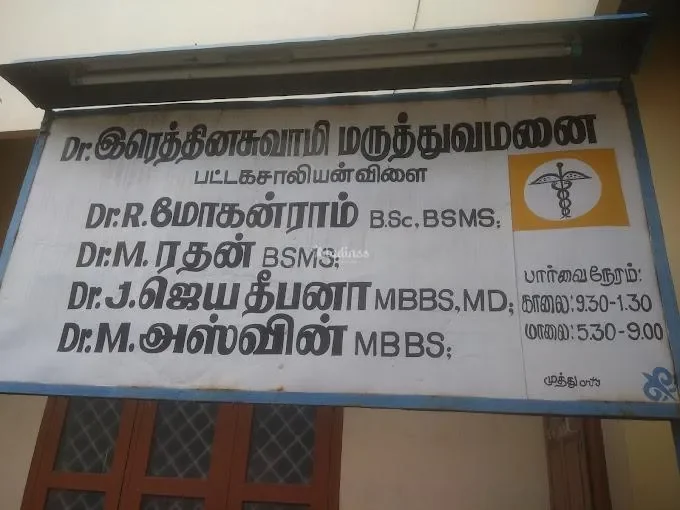 Dr. இரெத்தினசுவாமி மருத்துவமனை
பட்டகசாலியன்விளை
Dr.R.மோகன்ராம் B.Sc, BSMS;
Dr.M. ரதன் BSMS;
Dr.J.ஜெய தீபனா MBBS, MD;
Dr.M.அஸ்வின் MBBS;
பார்வைநேரம்:
காலை: 9.30-1.30
மாலை: 5.30-9.00
முத்து